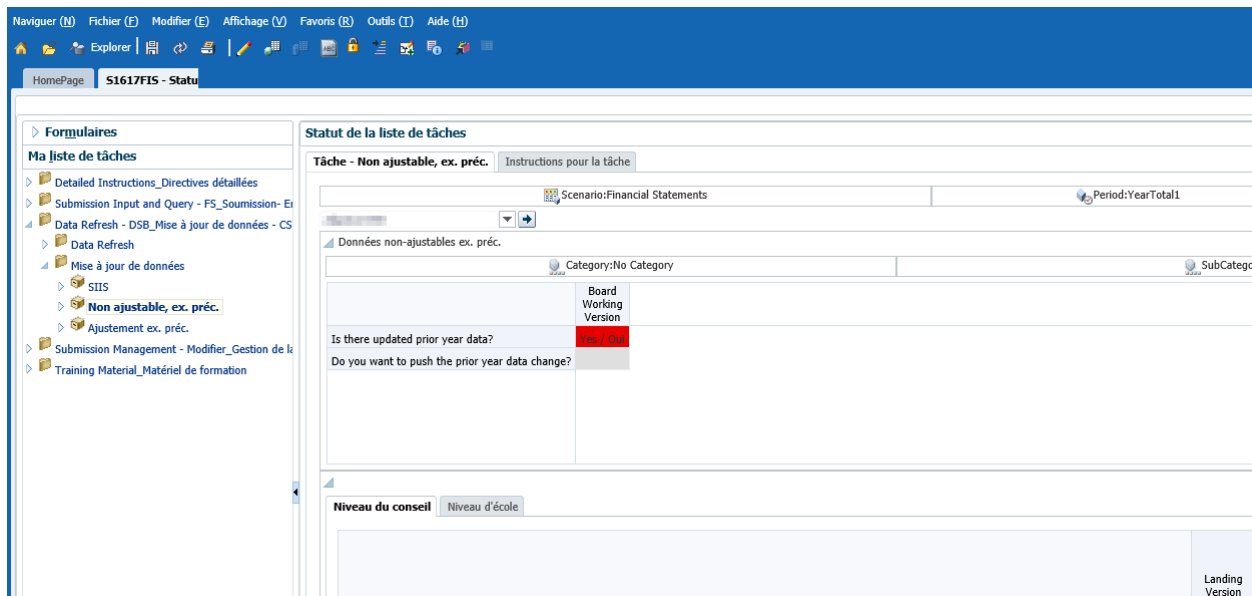 Naviguer (N) Fichier (F) Modifier (E) Affichage (V) Favoris (R) Outils (T) Aide (H)
Explorer
HomePage S1617FIS - Statu
Formulaires
Ma liste de tâches
Detailed Instructions_Directives détaillées
Submission Input and Query - FS_Soumission- En
Data Refresh - DSB_Mise à jour de données - CS
Data Refresh
Mise à jour de données
SIIS
Non ajustable, ex. préc.
Ajustement ex. préc.
Submission Management - Modifier_Gestion de la
Training Material_Matériel de formation
Statut de la liste de tâches
Tâche - Non ajustable, ex. préc. Instructions pour la tâche
Scenario:Financial Statements Period:YearTotal1
Données non-ajustables ex. préc.
Category:No Category SubCatego
Board
Working
Version
Is there updated prior year data? Yes / Oui
Do you want to push the prior year data change?
Niveau du conseil Niveau d'école
Landing
Version